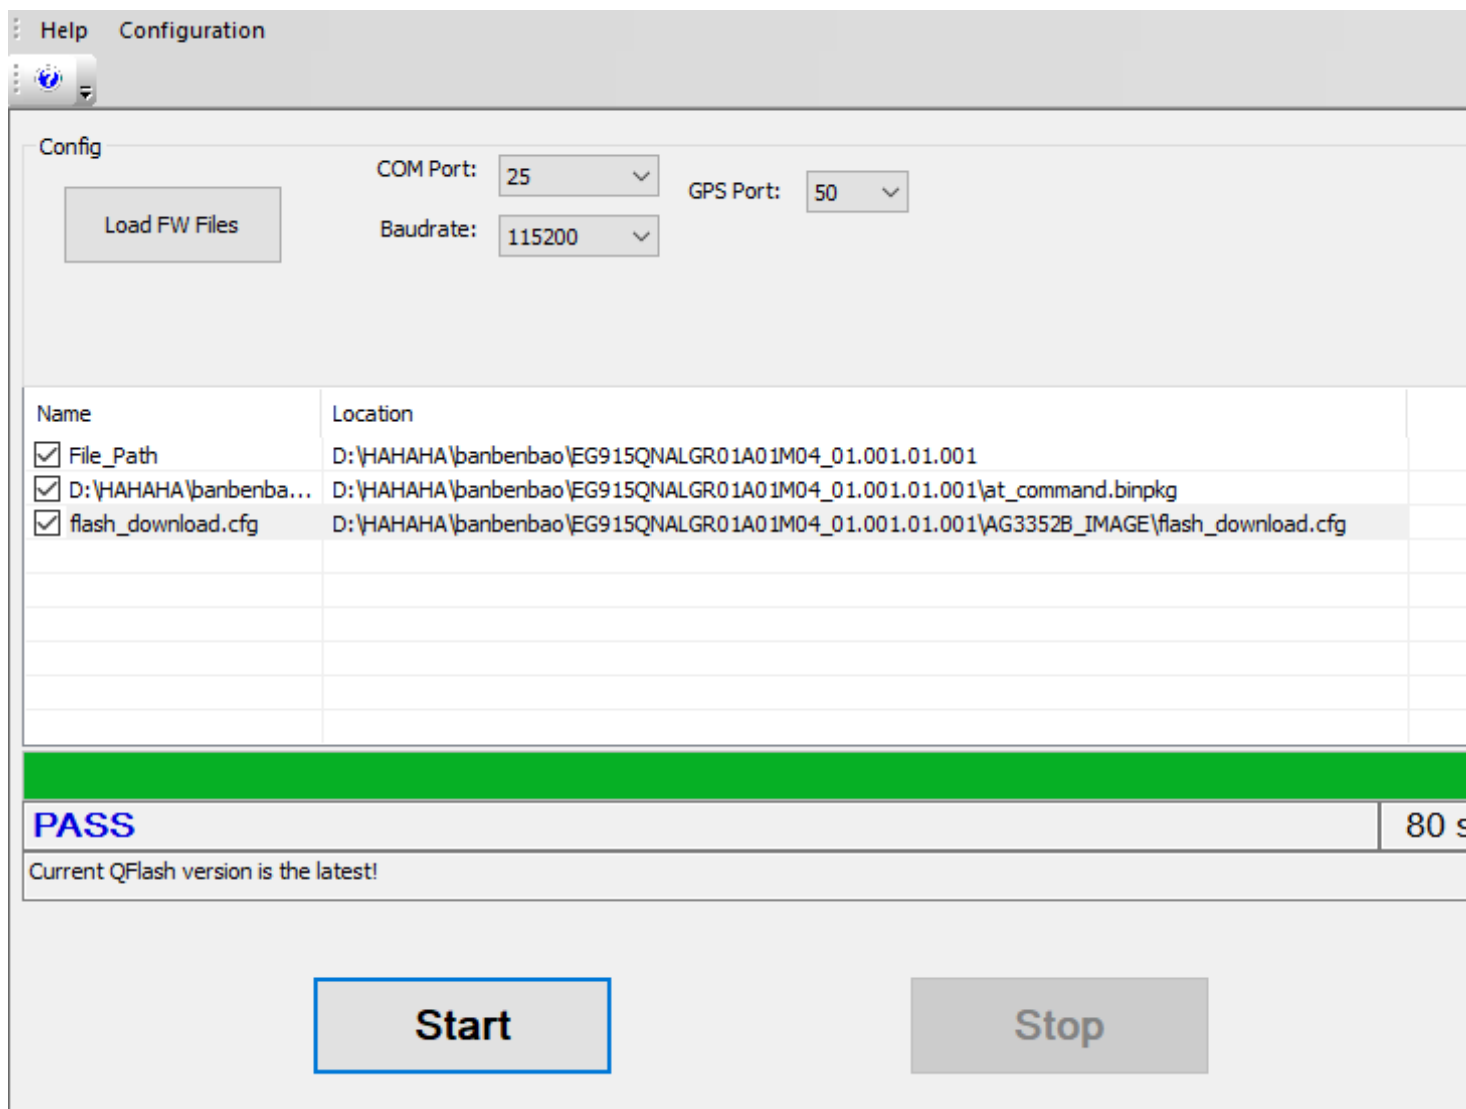 Help Configuration
Config
COM Port: 25
GPS Port: 50
Load FW Files
Baudrate: 115200
Name Location
File_Path D:\HAHAHA\banbenbao\EG915QNALGR01A01M04_01.001.01.001
D:\HAHAHA\banbenba... D:\HAHAHA\banbenbao\EG915QNALGR01A01M04_01.001.01.001\at_command.binpkg
flash_download.cfg D:\HAHAHA\banbenbao\EG915QNALGR01A01M04_01.001.01.001\AG3352B_IMAGE\flash_download.cfg
PASS 80 s
Current QFlash version is the latest!
Start Stop